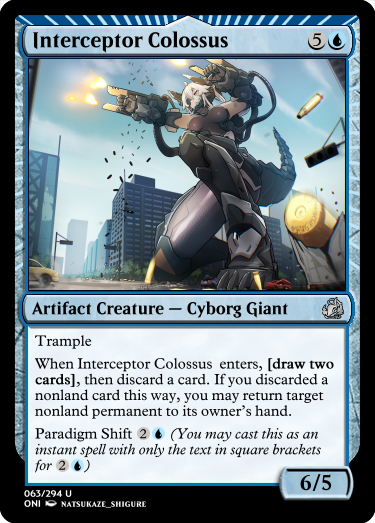 Interceptor Colossus 5
Artifact Creature — Cyborg Giant
Trample
When Interceptor Colossus enters, [draw two
cards], then discard a card. If you discarded a
nonland card this way, you may return target
nonland permanent to its owner's hand.
Paradigm Shift 2 (You may cast this as an
instant spell with only the text in square brackets
for 2 )
6/5
063/294 U
ONI NATSUKAZE_SHIGURE